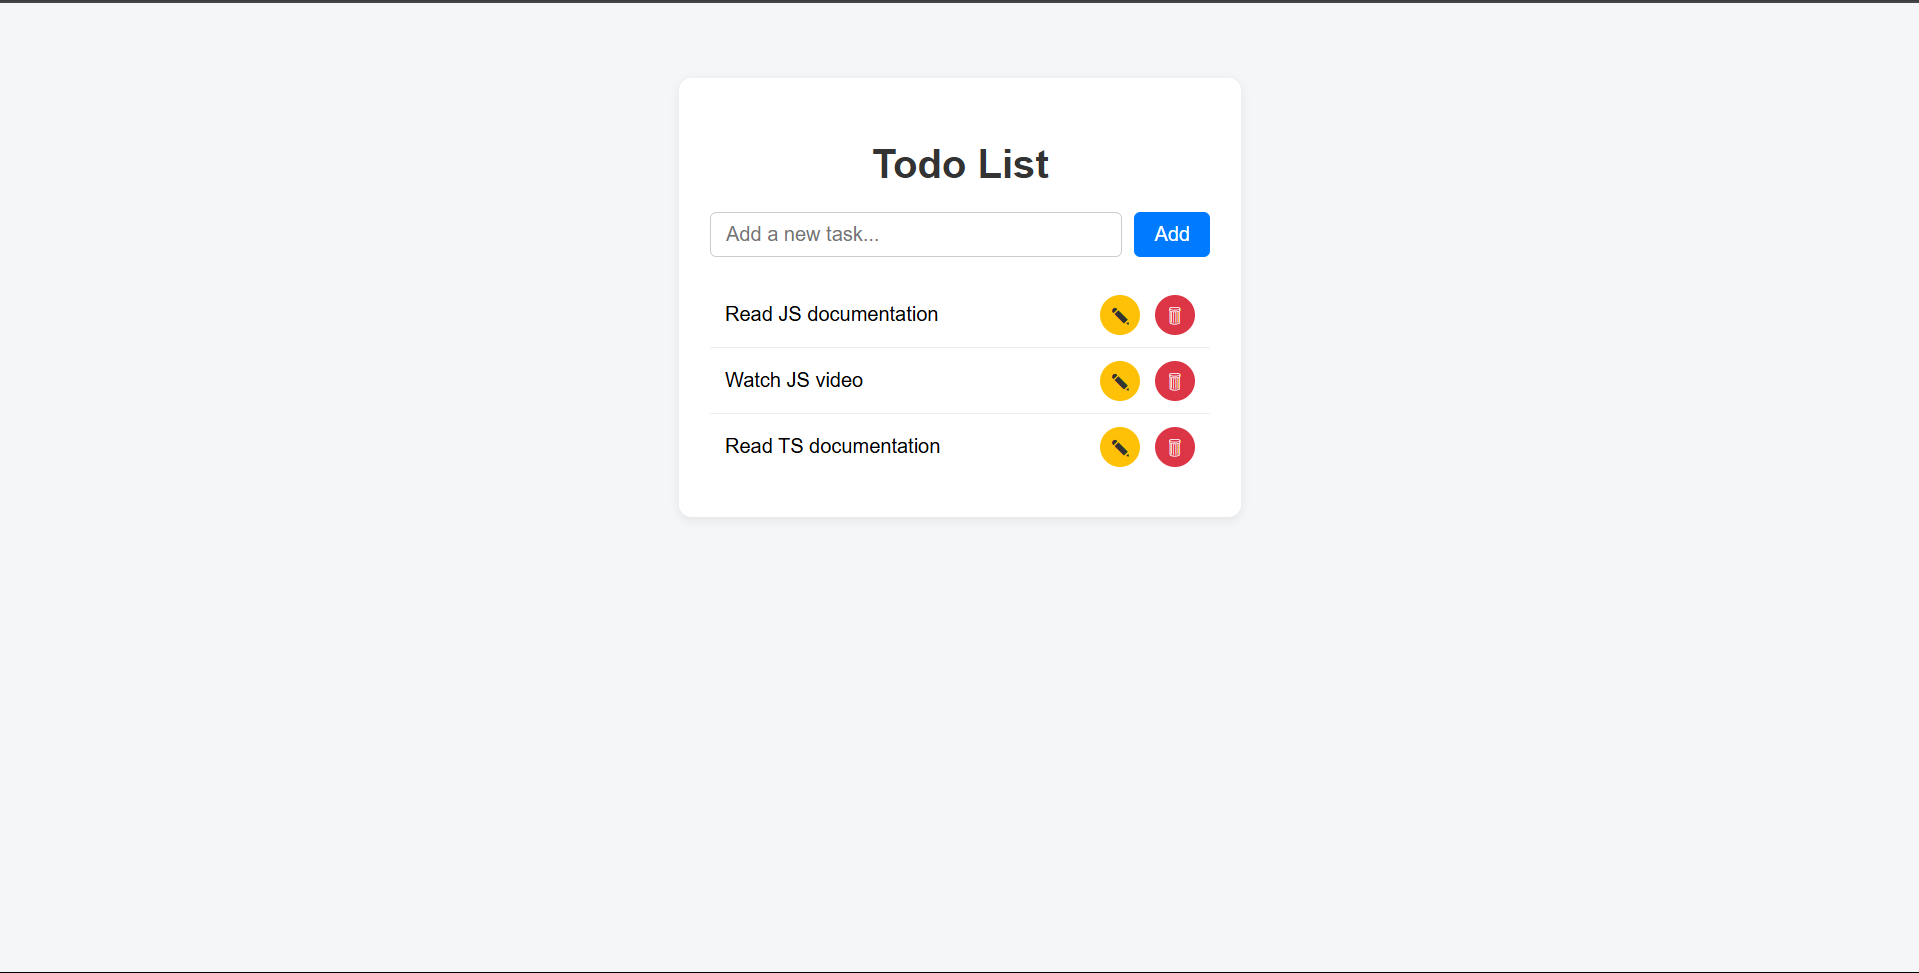 Todo List
Add a new task...
Add
Read JS documentation
Watch JS video
Read TS documentation